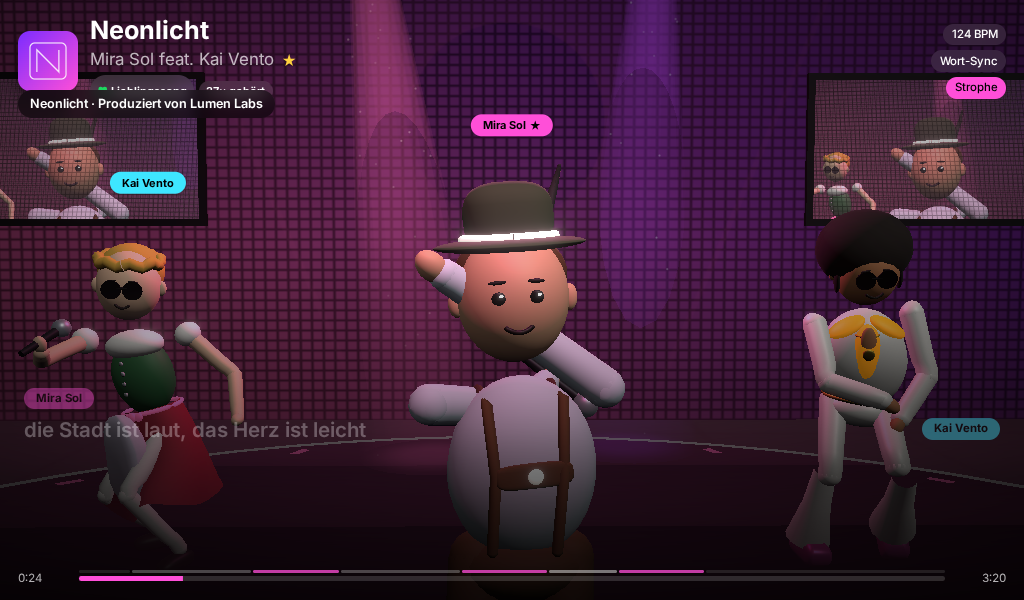 Neonlicht
Mira Sol feat. Kai Vento ★
Neonlicht · Produziert von Lumen Labs
124 BPM
Wort-Sync
Strophe
Mira Sol ★
Kai Vento
Mira Sol
die Stadt ist laut, das Herz ist leicht
Kai Vento
0:24
3:20